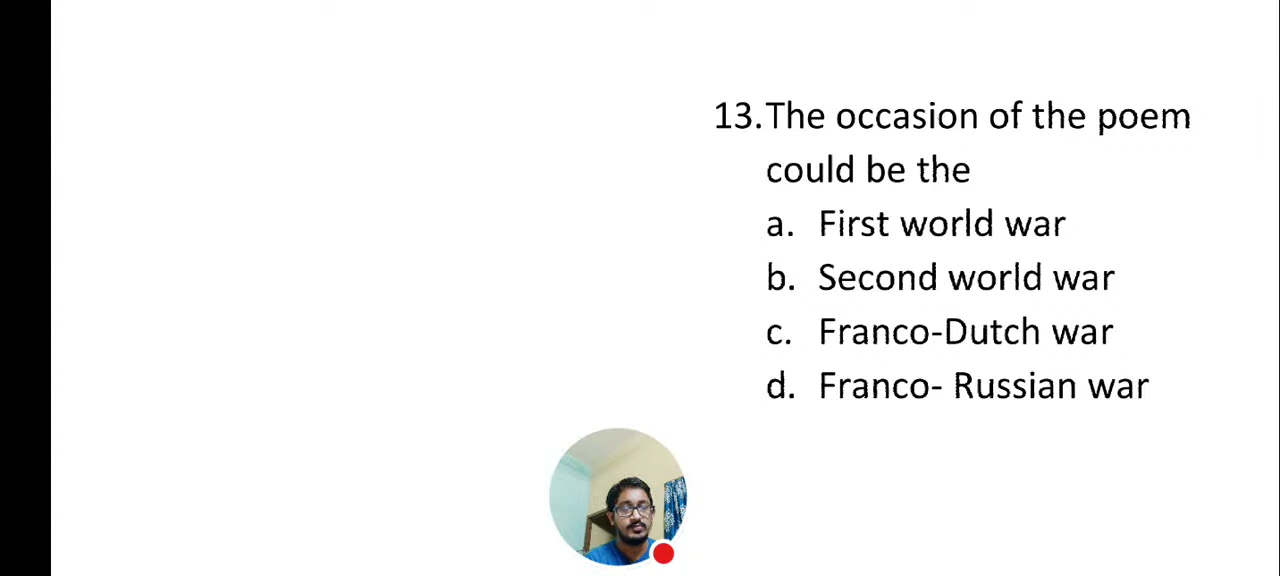 13.The occasion of the poem
could be the
a. First world war
b. Second world war
c. Franco-Dutch war
d. Franco- Russian war